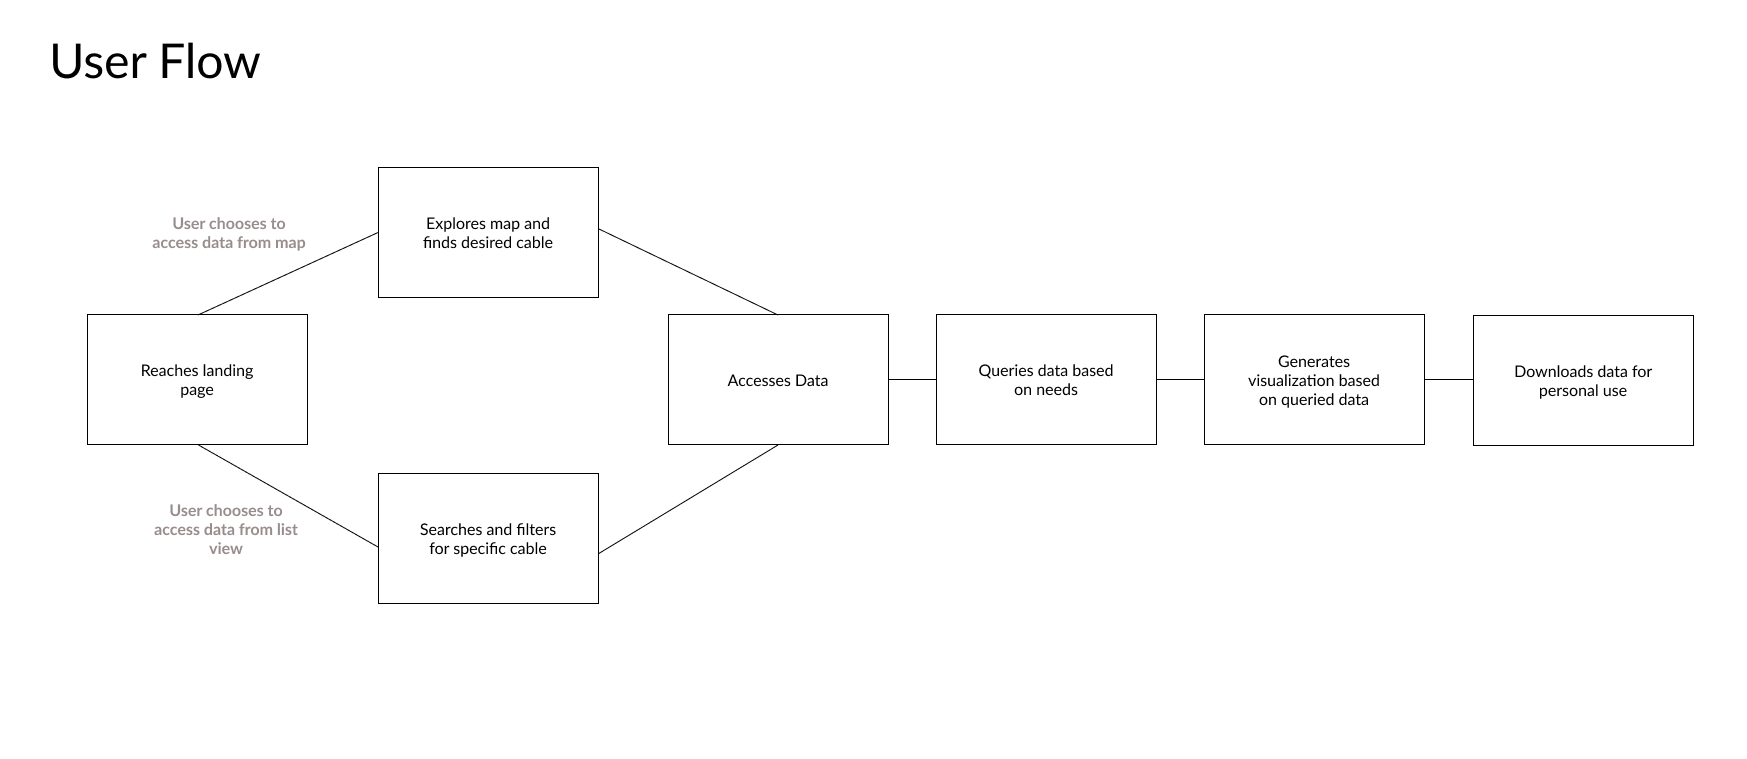 User Flow
User chooses to
access data from map
Explores map and
finds desired cable
Reaches landing
page
Accesses Data
Queries data based
on needs
Generates
visualization based
on queried data
Downloads data for
personal use
User chooses to
access data from list
view
Searches and filters
for specific cable